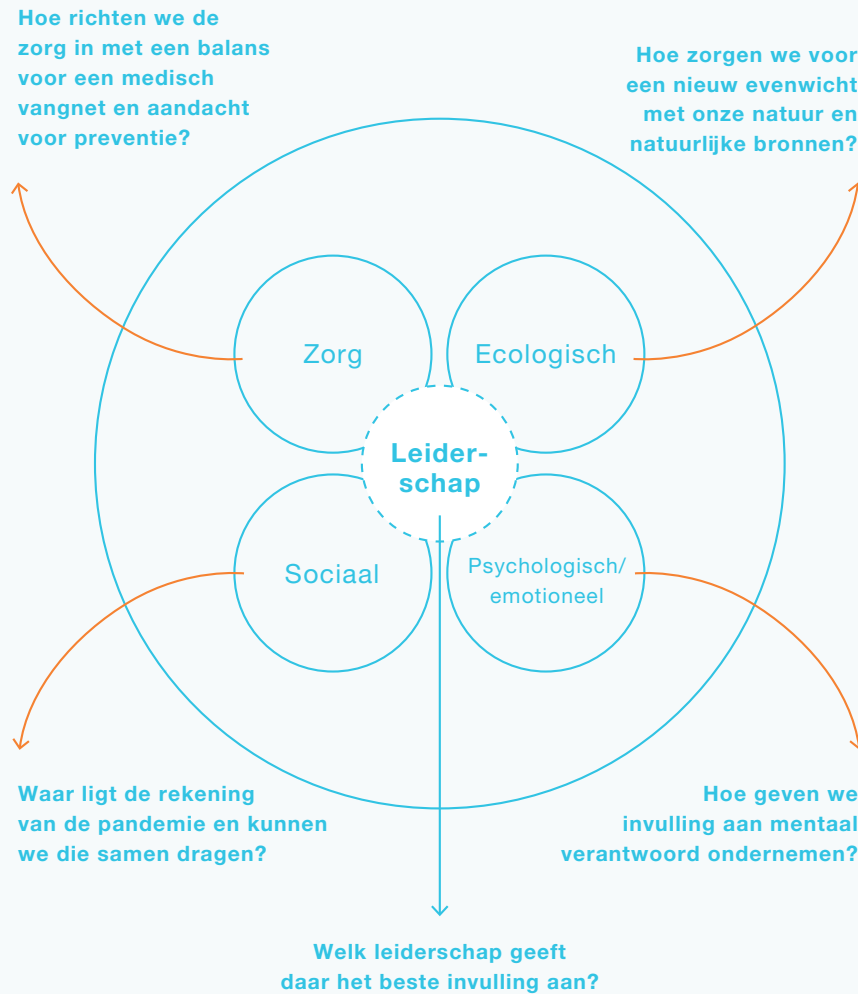 Hoe richten we de
zorg in met een balans
voor een medisch
vangnet en aandacht
voor preventie?
Hoe zorgen we voor
een nieuw evenwicht
met onze natuur en
natuurlijke bronnen?
Zorg
Ecologisch
Leider-
schap
Sociaal
Psychologisch/
emotioneel
Waar ligt de rekening
van de pandemie en kunnen
we die samen dragen?
Hoe geven we
invulling aan mentaal
verantwoord ondernemen?
Welk leiderschap geeft
daar het beste invulling aan?